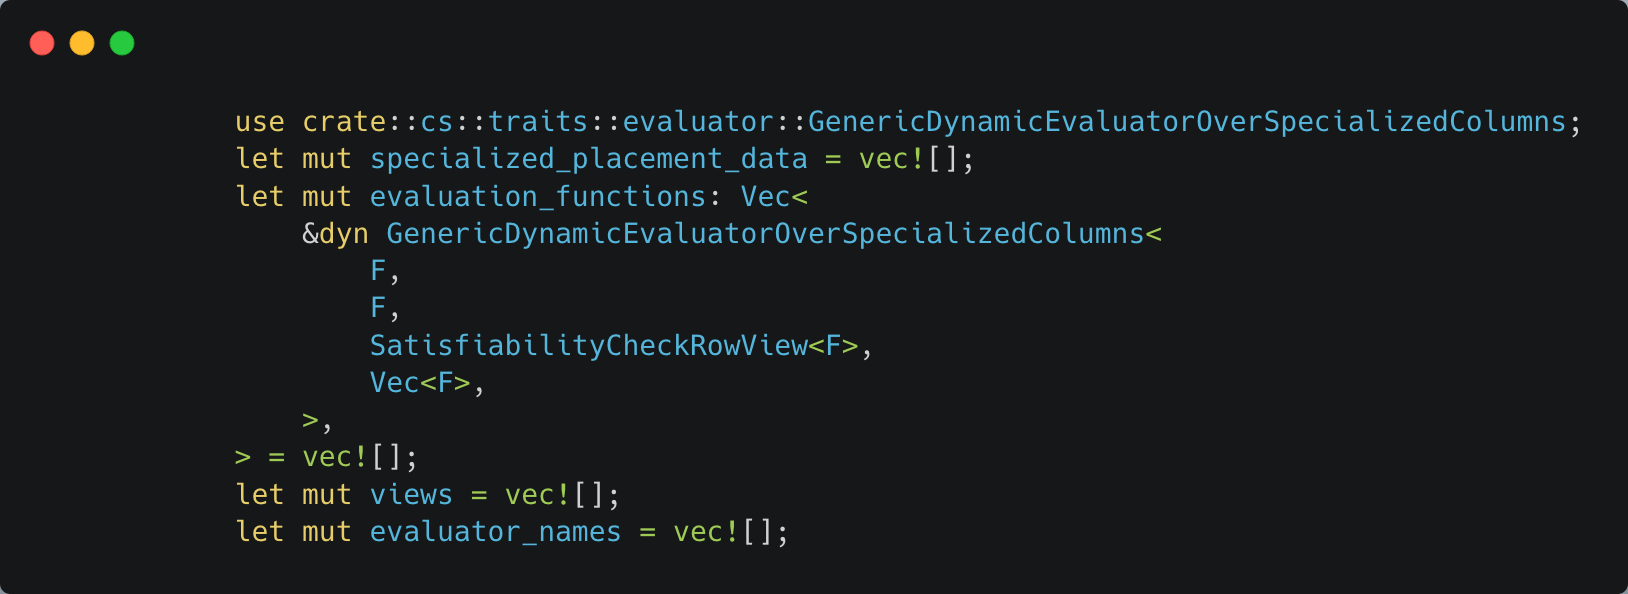 use crate::cs::traits::evaluator::GenericDynamicEvaluatorOverSpecializedColumns;
let mut specialized_placement_data = vec![];
let mut evaluation_functions: Vec<
    &dyn GenericDynamicEvaluatorOverSpecializedColumns<
        F,
        F,
        SatisfiabilityCheckRowView<F>,
        Vec<F>,
    >,
> = vec![];
let mut views = vec![];
let mut evaluator_names = vec![];